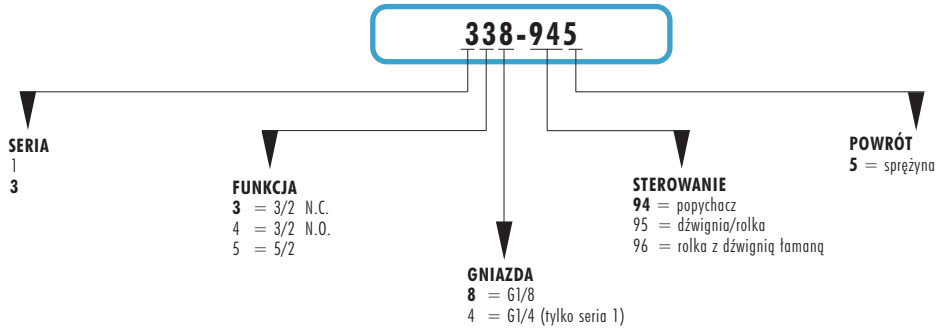 338-945
SERIA
1
3
FUNKCJA
3 = 3/2 N.C.
4 = 3/2 N.O.
5 = 5/2
GNIAZDA
8 = G1/8
4 = G1/4 (tylko seria 1)
STEROWANIE
94 = popychacz
95 = dźwignia/rolka
96 = rolka z dźwignią łamaną
POWRÓT
5 = sprężyna